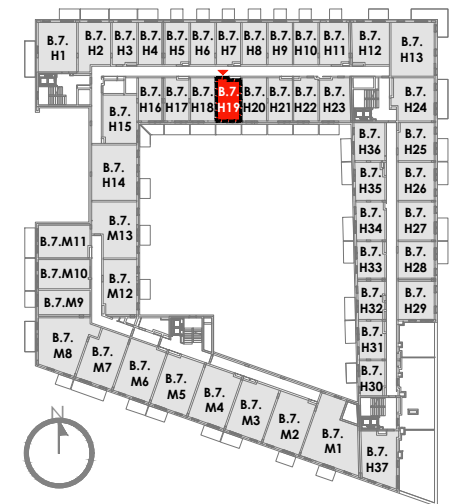 B.7.
H1
B.7.
H2
B.7.
H3
B.7.
H4
B.7.
H5
B.7.
H6
B.7.
H7
B.7.
H8
B.7.
H9
B.7.
H10
B.7.
H11
B.7.
H12
B.7.
H13
B.7.
H15
B.7.
H16
B.7.
H17
B.7.
H18
B.7.
H19
B.7.
H20
B.7.
H21
B.7.
H22
B.7.
H23
B.7.
H24
B.7.
H36
B.7.
H25
B.7.
H14
B.7.
H35
B.7.
H26
B.7.
M13
B.7.
H34
B.7.
H27
B.7.M11
B.7.
H33
B.7.
H28
B.7.M10
B.7.
M12
B.7.
H32
B.7.
H29
B.7.M9
B.7.
H31
B.7.
M8
B.7.
M7
B.7.
M6
B.7.
M5
B.7.
M4
B.7.
M3
B.7.
M2
B.7.
M1
B.7.
H30
B.7.
H37
N